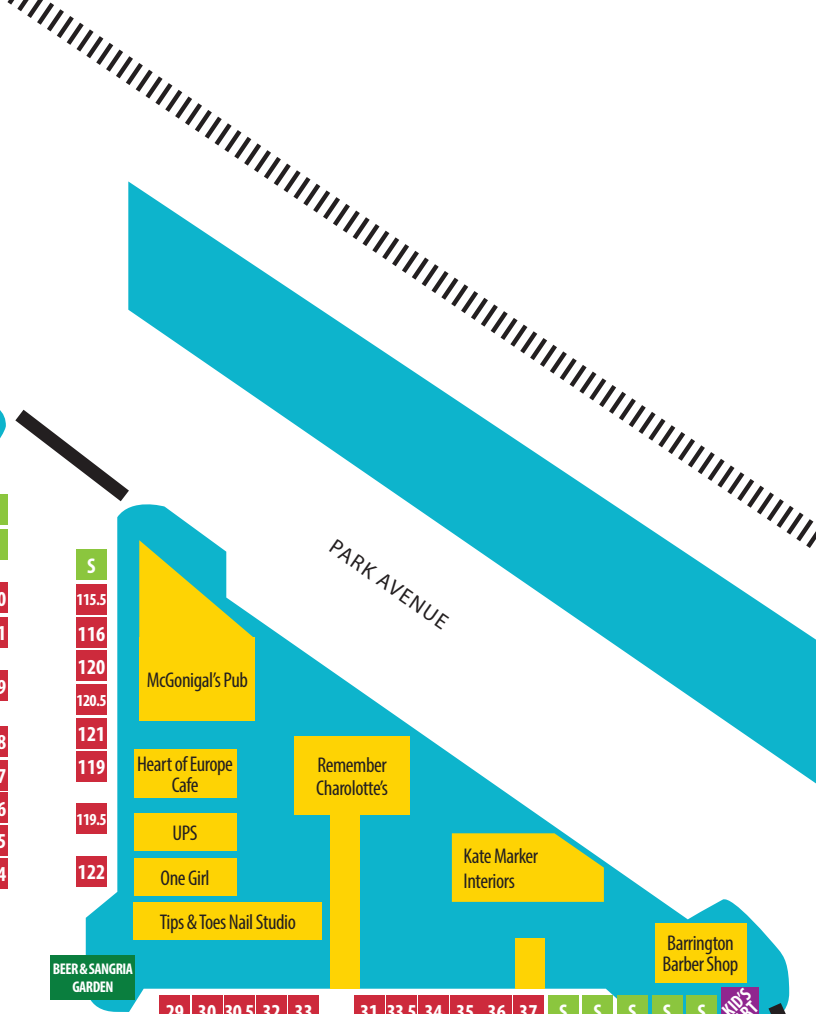 PARK AVENUE
S
115.5
116
120
120.5
121
119
119.5
122
McGonigal's Pub
Heart of Europe
Cafe
UPS
One Girl
Tips & Toes Nail Studio
Remember
Charolotte's
Kate Marker
Interiors
Barrington
Barber Shop
BEER & SANGRIA
GARDEN
29 30 30.5 32 33 31 33.5 34 35 36 37 S S S S S
KID'S